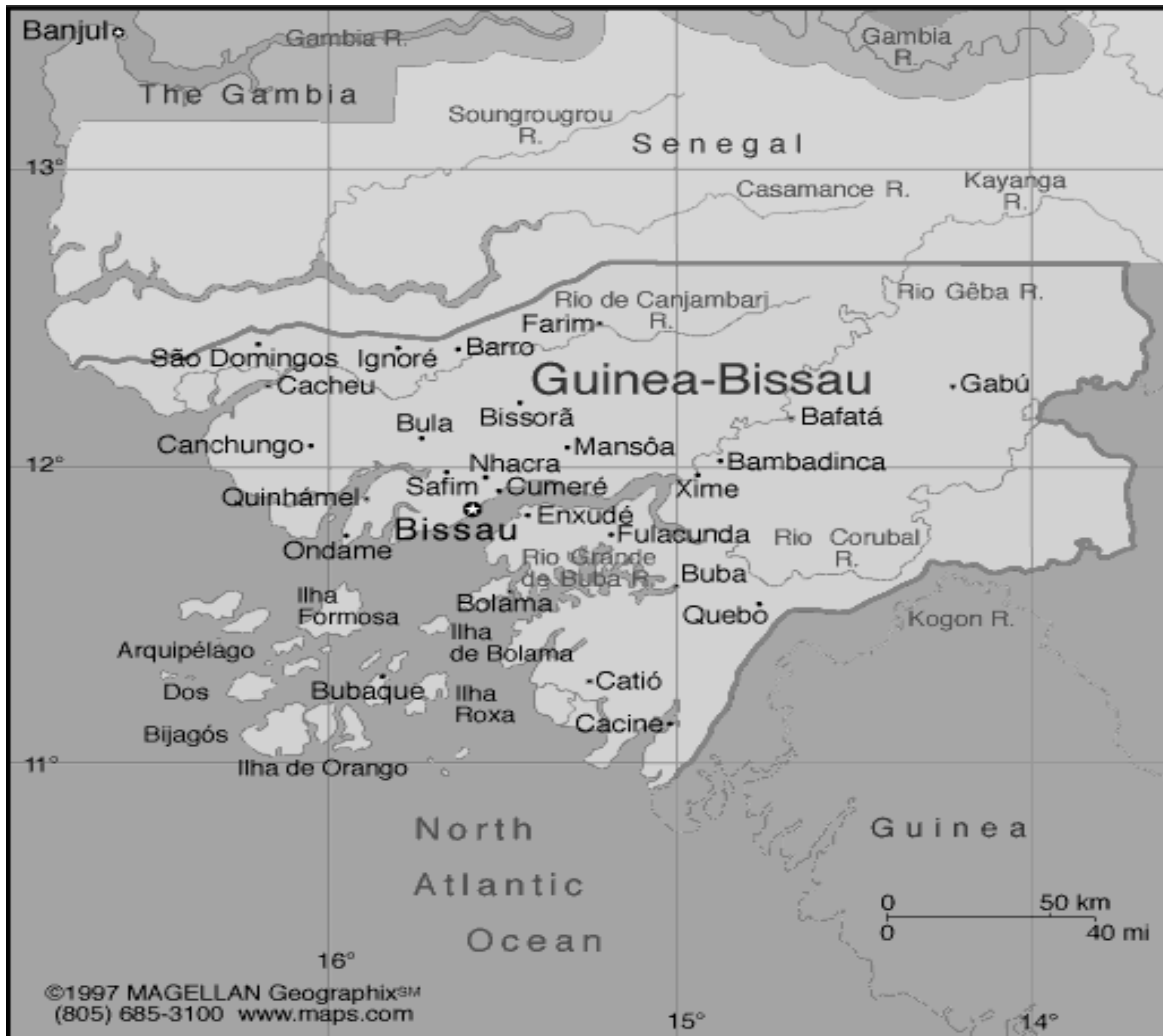 Banjul
Gambia R.
Gambia
R.
The Gambia
Soungrougrou
R.
Senegal
13°
Casamance R.
Kayanga
R.
Rio de Canjambari
R.
Rio Gêba R.
Farim
São Domingos
Ignoré
Barro
Cacheu
Guinea-Bissau
Gabú
Bissorã
Bafatá
Bula
Canchungo
Mansôa
12°
Nhacra
Bambadinca
Safim
Cumeré
Xime
Quinhámel
Enxudé
Bissau
Fulacunda
Rio Corubal
R.
Ondame
Rio Grande
de Buba R.
Buba
Ilha
Formosa
Bolama
Quebo
Kogon R.
Ilha
de Bolama
Arquipélago
Dos
Bijagós
Bubaque
Ilha
Roxa
Catió
Cacine
Ilha de Orango
11°
North
Atlantic
Ocean
Guinea
0 50 km
0 40 mi
16°
15°
14°
©1997 MAGELLAN Geographix℠
(805) 685-3100 www.maps.com